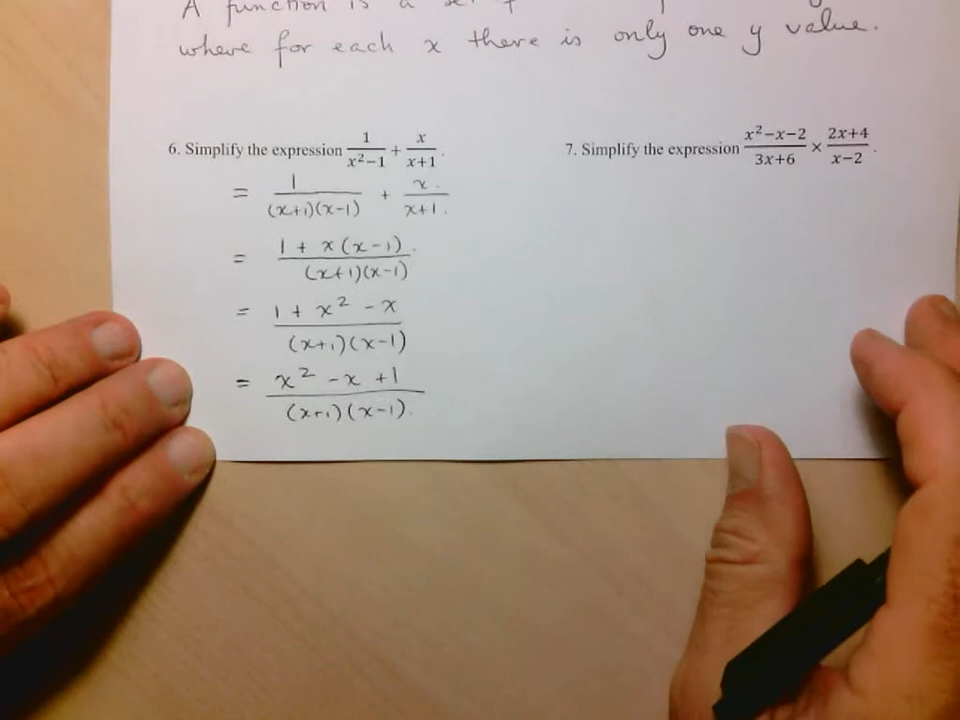 A function is a
where for each x there is only one y value.
6. Simplify the expression 1/(x²−1) + x/(x+1).
= 1/((x+1)(x-1)) + x/(x+1).
= (1 + x(x-1))/((x+1)(x-1))
= (1 + x² - x)/((x+1)(x-1))
= (x² - x + 1)/((x+1)(x-1)).
7. Simplify the expression (x²−x−2)/(3x+6) × (2x+4)/(x−2).